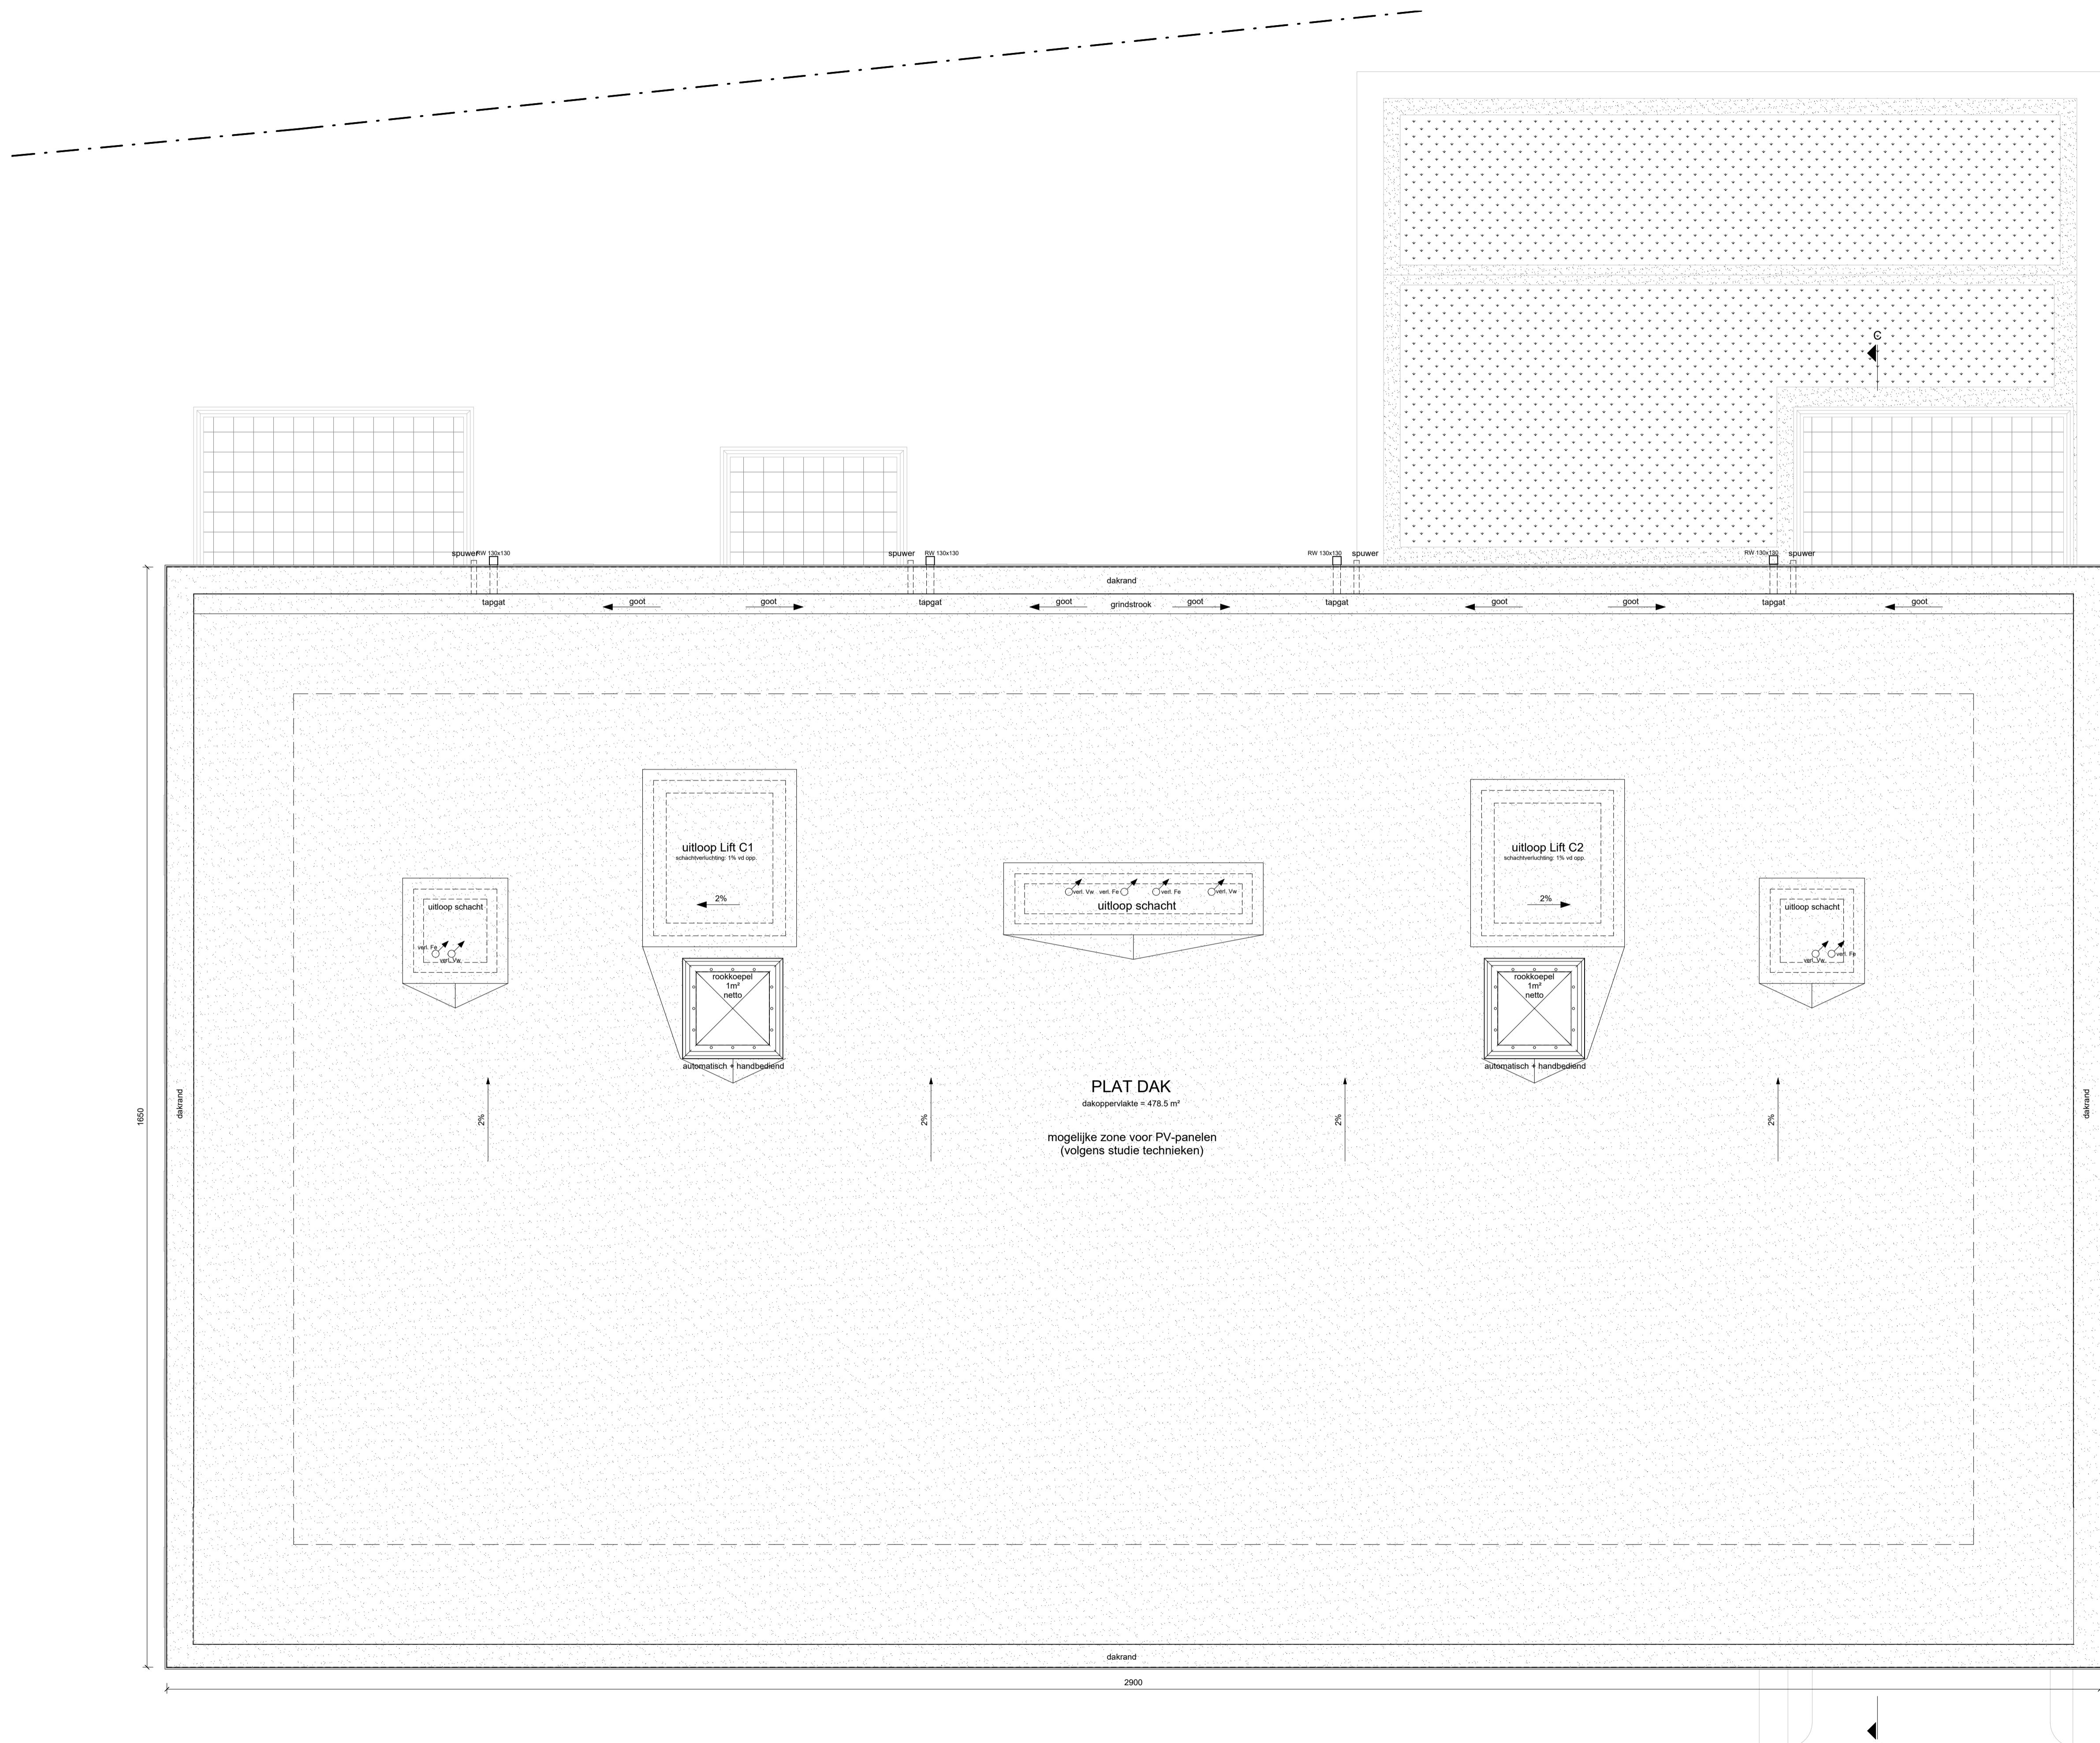 C
spuwer
RW 130x130
spuwer
RW 130x130
RW 130x130
spuwer
RW 130x130
spuwer
dakrand
tapgat
goot
goot
tapgat
goot
grindstrook
goot
tapgat
goot
goot
tapgat
goot
uitloop Lift C1
schachtverluchting: 1% vd opp.
2%
uitloop Lift C2
schachtverluchting: 1% vd opp.
2%
verl. Vw
verl. Fe
verl. Fe
verl. Vw
uitloop schacht
uitloop schacht
verl. Fe
verl. Vw
uitloop schacht
verl. Vw
verl. Fe
rookkoepel
1m²
netto
automatisch + handbediend
rookkoepel
1m²
netto
automatisch + handbediend
PLAT DAK
dakoppervlakte = 478.5 m²
mogelijke zone voor PV-panelen
(volgens studie technieken)
2%
2%
2%
2%
1650
dakrand
dakrand
dakrand
2900